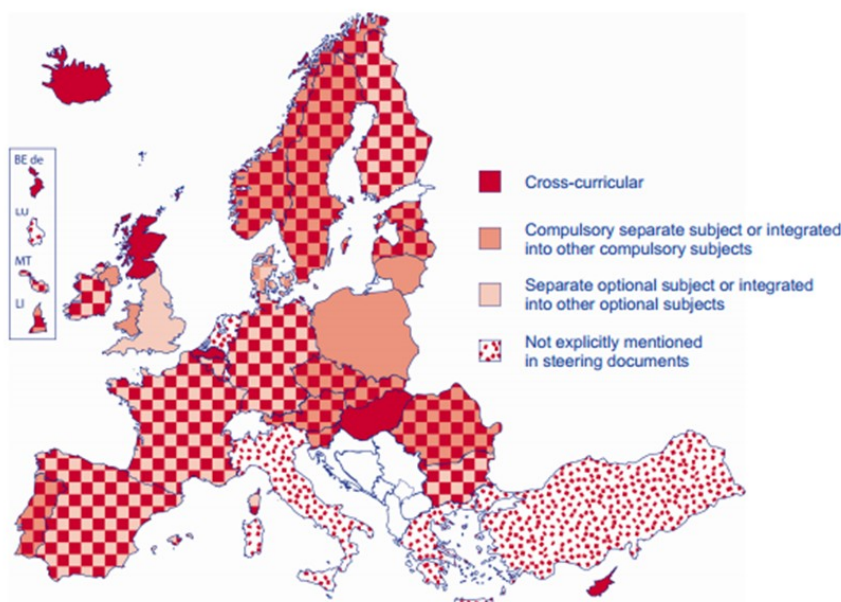 BE de
LU
MT
LI
Cross-curricular
Compulsory separate subject or integrated
into other compulsory subjects
Separate optional subject or integrated
into other optional subjects
Not explicitly mentioned
in steering documents